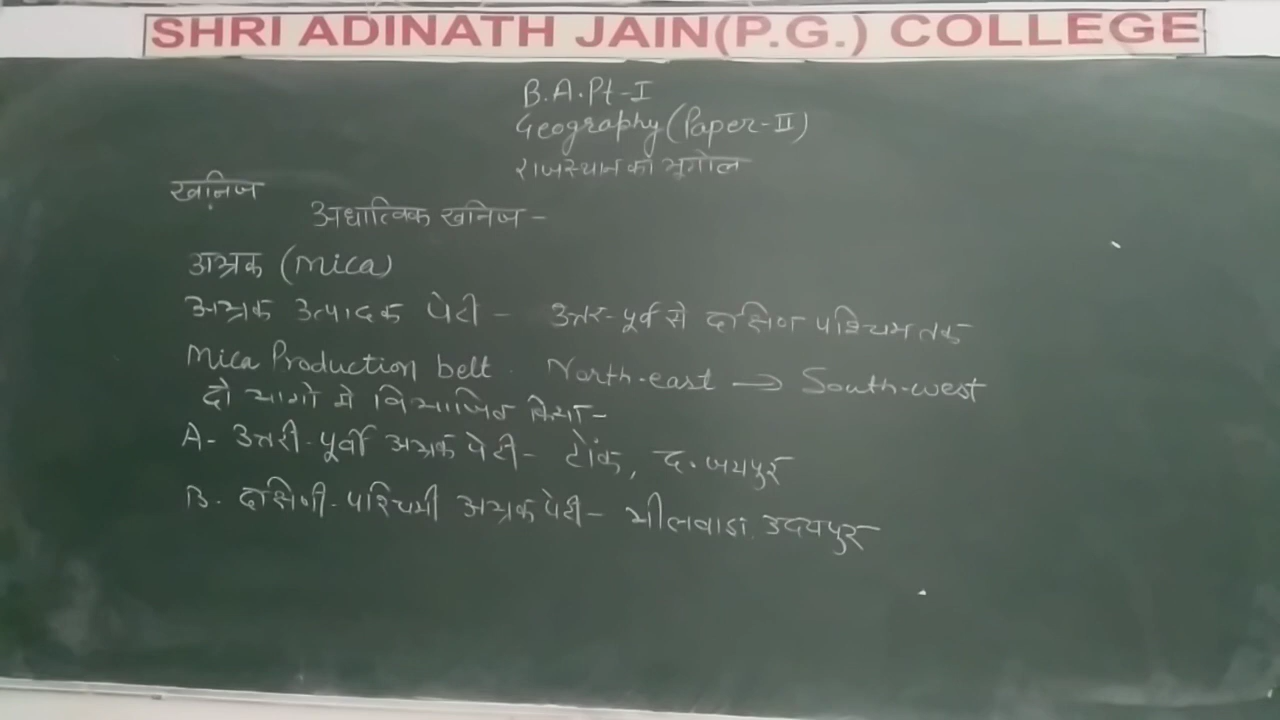 SHRI ADINATH JAIN(P.G.) COLLEGE
B.A.Pt-I
Geography (Paper-II)
राजस्थान का भूगोल
खनिज
अधात्विक खनिज -
अभ्रक (Mica)
अभ्रक उत्पादक पेटी - उत्तर-पूर्व से दक्षिण पश्चिम तक
Mica Production belt. North-east → South-west
दो भागों मे विभाजित किया-
A- उत्तरी-पूर्वी अभ्रक पेटी- टोंक, द. जयपुर
B. दक्षिणी-पश्चिमी अभ्रक पेटी- भीलवाडा, उदयपुर